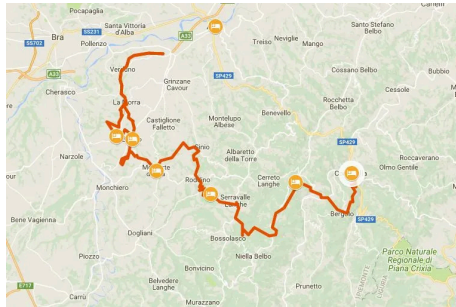 Pocapaglia
Canelli
Santa Vittoria
d'Alba
SS231
Bra
Pollenzo
SS702
A33
Treiso
Neviglie
Mango
Santo Stefano
Belbo
Verduno
SP429
Cossano Belbo
Bubbio
A33
Grinzane
Cavour
Cherasco
La Morra
Rocchetta
Belbo
Cessole
Castiglione
Falletto
Montelupo
Albese
Benevello
SP429
Narzole
Sinio
Albaretto
della Torre
Roccaverano
Olmo Gentile
Monchiero
Rodino
Cerreto
Langhe
Serravalle
Langhe
Bergolo
SP429
Bene Vagienna
Dogliani
Bossolasco
Niella Belbo
Piozzo
Bonvicino
Parco Naturale
Regionale di
Piana Crixia
Belvedere
Langhe
Prunetto
PIEMONTE
LIGURIA
E717
Carrù
Murazzano